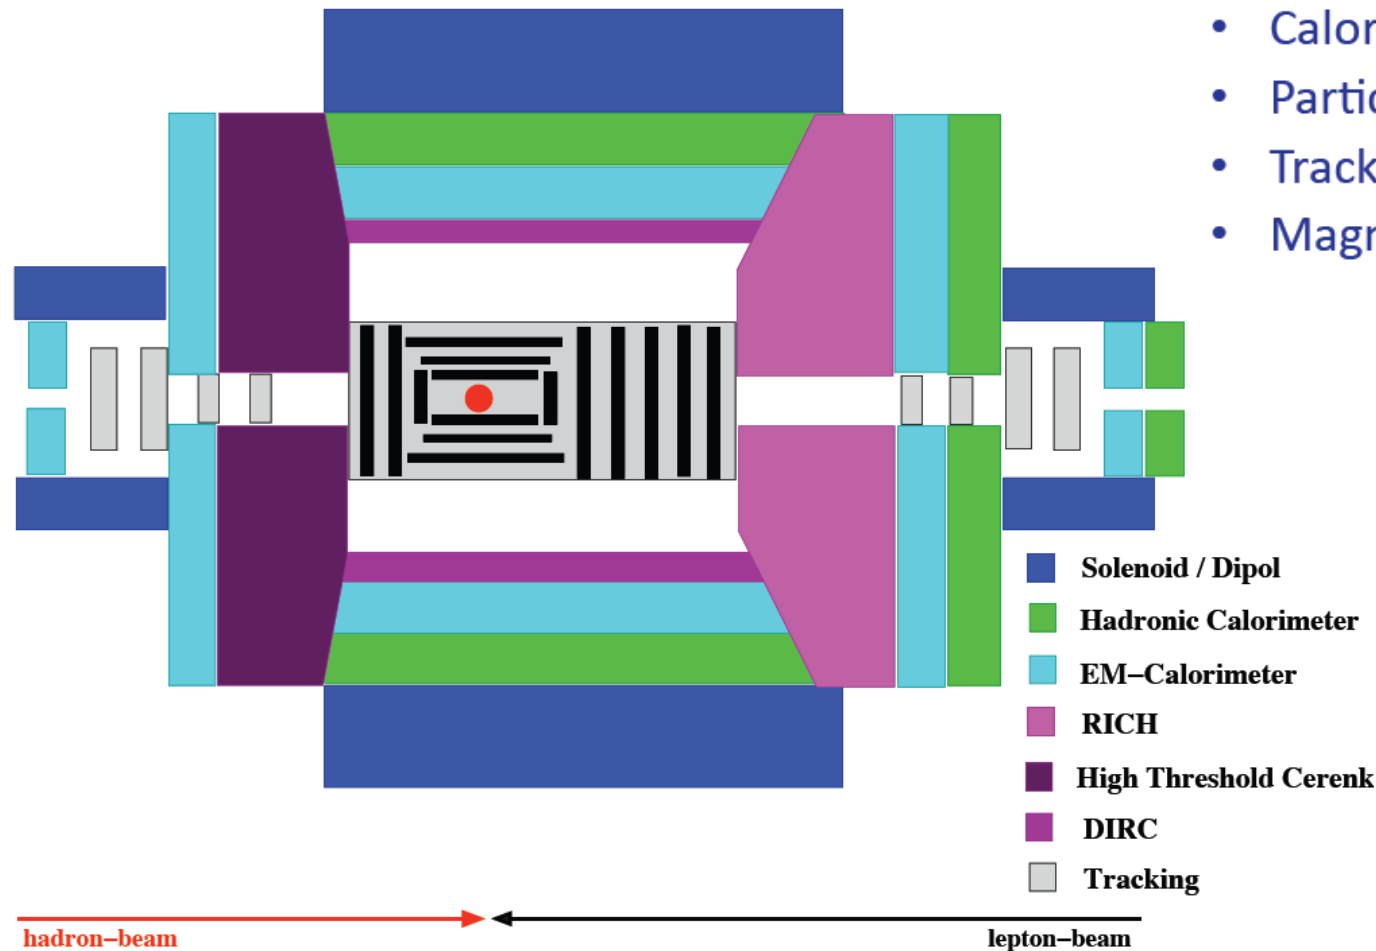 • Calor
• Partic
• Track
• Magn
Solenoid / Dipol
Hadronic Calorimeter
EM−Calorimeter
RICH
High Threshold Cerenk
DIRC
Tracking
hadron−beam
lepton−beam